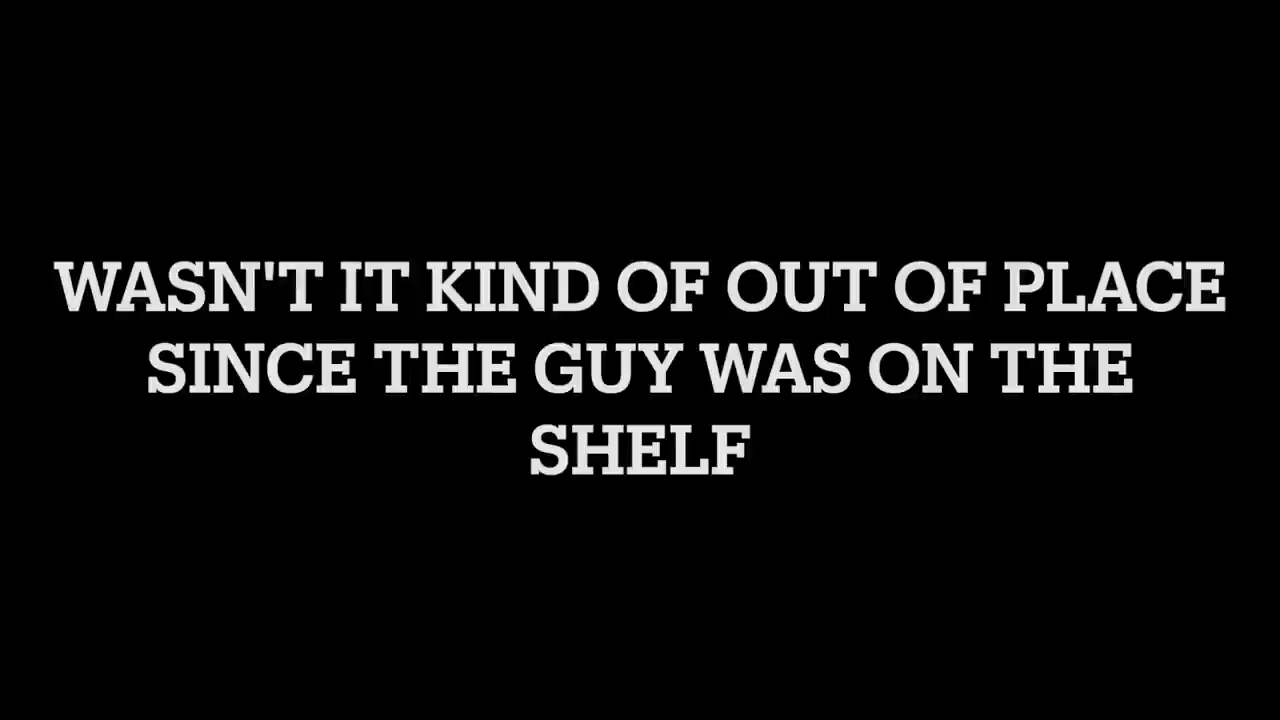 WASN'T IT KIND OF OUT OF PLACE
SINCE THE GUY WAS ON THE
SHELF